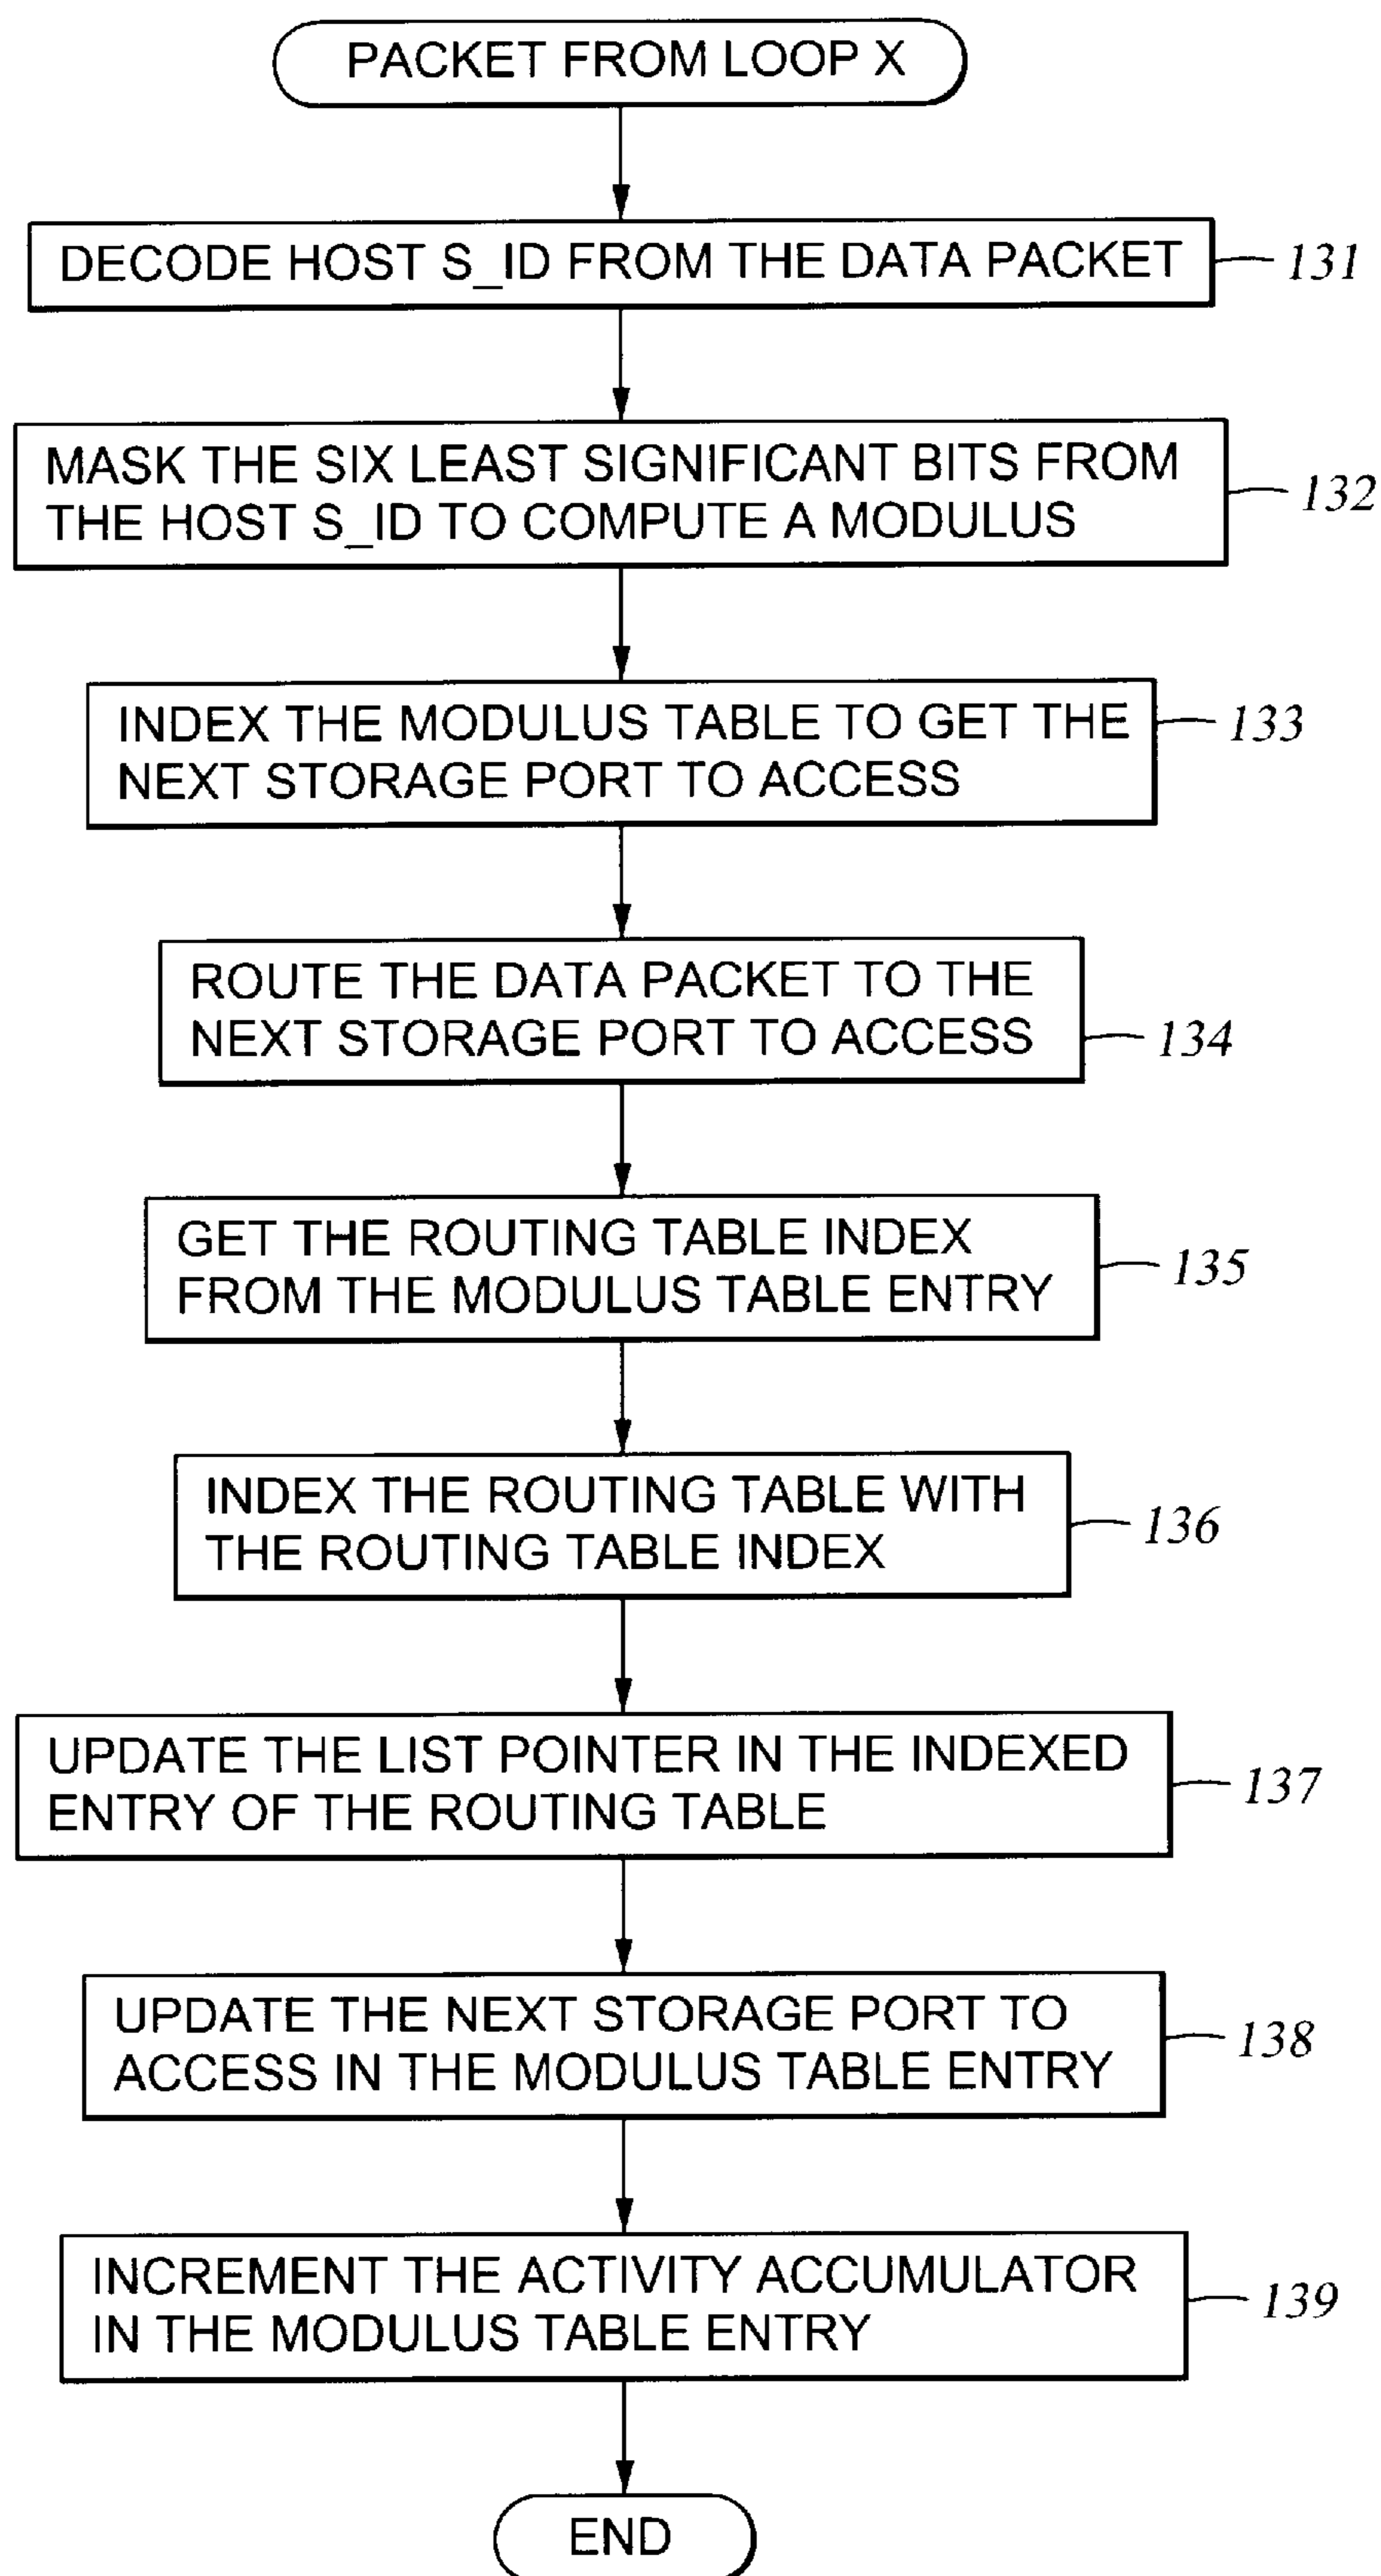 PACKET FROM LOOP X
DECODE HOST S_ID FROM THE DATA PACKET
131
MASK THE SIX LEAST SIGNIFICANT BITS FROM
THE HOST S_ID TO COMPUTE A MODULUS
132
INDEX THE MODULUS TABLE TO GET THE
NEXT STORAGE PORT TO ACCESS
133
ROUTE THE DATA PACKET TO THE
NEXT STORAGE PORT TO ACCESS
134
GET THE ROUTING TABLE INDEX
FROM THE MODULUS TABLE ENTRY
135
INDEX THE ROUTING TABLE WITH
THE ROUTING TABLE INDEX
136
UPDATE THE LIST POINTER IN THE INDEXED
ENTRY OF THE ROUTING TABLE
137
UPDATE THE NEXT STORAGE PORT TO
ACCESS IN THE MODULUS TABLE ENTRY
138
INCREMENT THE ACTIVITY ACCUMULATOR
IN THE MODULUS TABLE ENTRY
139
END